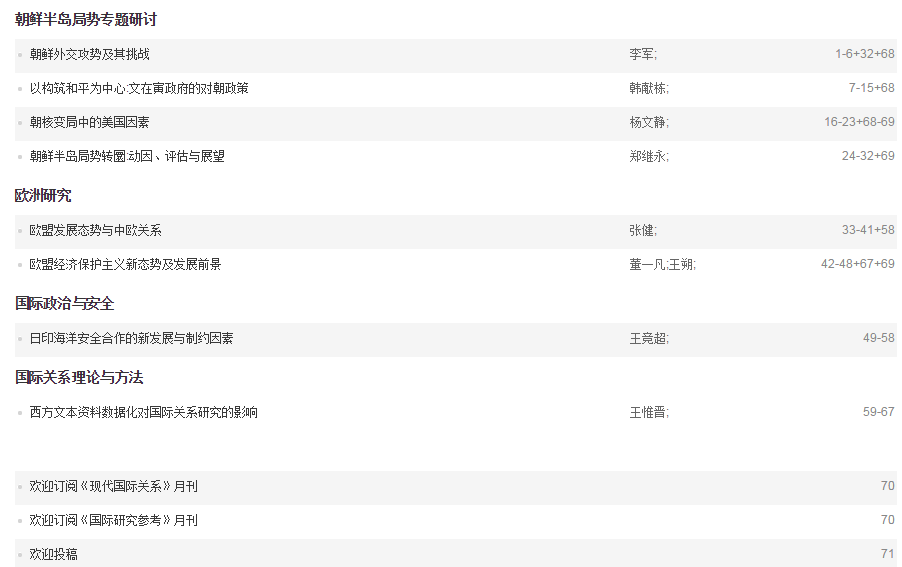 朝鲜半岛局势专题研讨
朝鲜外交攻势及其挑战 李军; 1-6+32+68
以构筑和平为中心:文在寅政府的对朝政策 韩献栋; 7-15+68
朝核变局中的美国因素 杨文静; 16-23+68-69
朝鲜半岛局势转圜:动因、评估与展望 郑继永; 24-32+69
欧洲研究
欧盟发展态势与中欧关系 张健; 33-41+58
欧盟经济保护主义新态势及发展前景 董一凡;王朔; 42-48+67+69
国际政治与安全
日印海洋安全合作的新发展与制约因素 王竞超; 49-58
国际关系理论与方法
西方文本资料数据化对国际关系研究的影响 王惟晋; 59-67
欢迎订阅《现代国际关系》月刊 70
欢迎订阅《国际研究参考》月刊 70
欢迎投稿 71